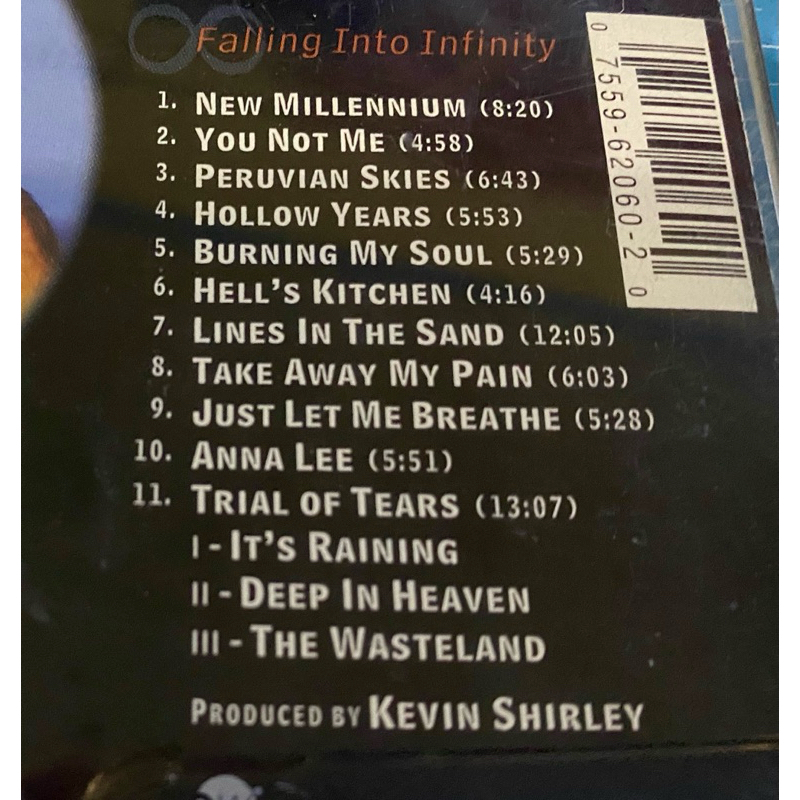 Falling Into Infinity
1. NEW MILLENNIUM (8:20)
2. YOU NOT ME (4:58)
3. PERUVIAN SKIES (6:43)
4. HOLLOW YEARS (5:53)
5. BURNING MY SOUL (5:29)
6. HELL'S KITCHEN (4:16)
7. LINES IN THE SAND (12:05)
8. TAKE AWAY MY PAIN (6:03)
9. JUST LET ME BREATHE (5:28)
10. ANNA LEE (5:51)
11. TRIAL OF TEARS (13:07)
I - IT'S RAINING
II - DEEP IN HEAVEN
III - THE WASTELAND
PRODUCED BY KEVIN SHIRLEY
0 7559-62060-2 0